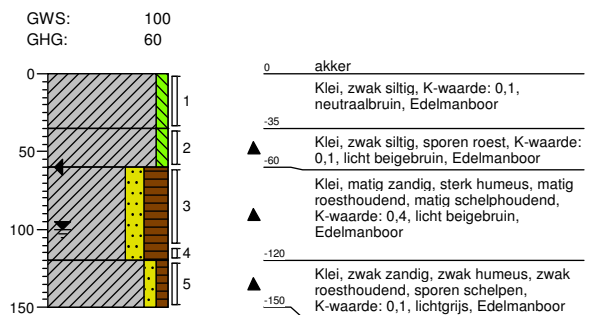 GWS: 100
GHG: 60
0
50
100
150
1
2
3
4
5
0 akker
Klei, zwak siltig, K-waarde: 0,1,
neutraalbruin, Edelmanboor
-35
Klei, zwak siltig, sporen roest, K-waarde:
0,1, licht beigebruin, Edelmanboor
-60
Klei, matig zandig, sterk humeus, matig
roesthoudend, matig schelphoudend,
K-waarde: 0,4, licht beigebruin,
Edelmanboor
-120
Klei, zwak zandig, zwak humeus, zwak
roesthoudend, sporen schelpen,
K-waarde: 0,1, lichtgrijs, Edelmanboor
-150